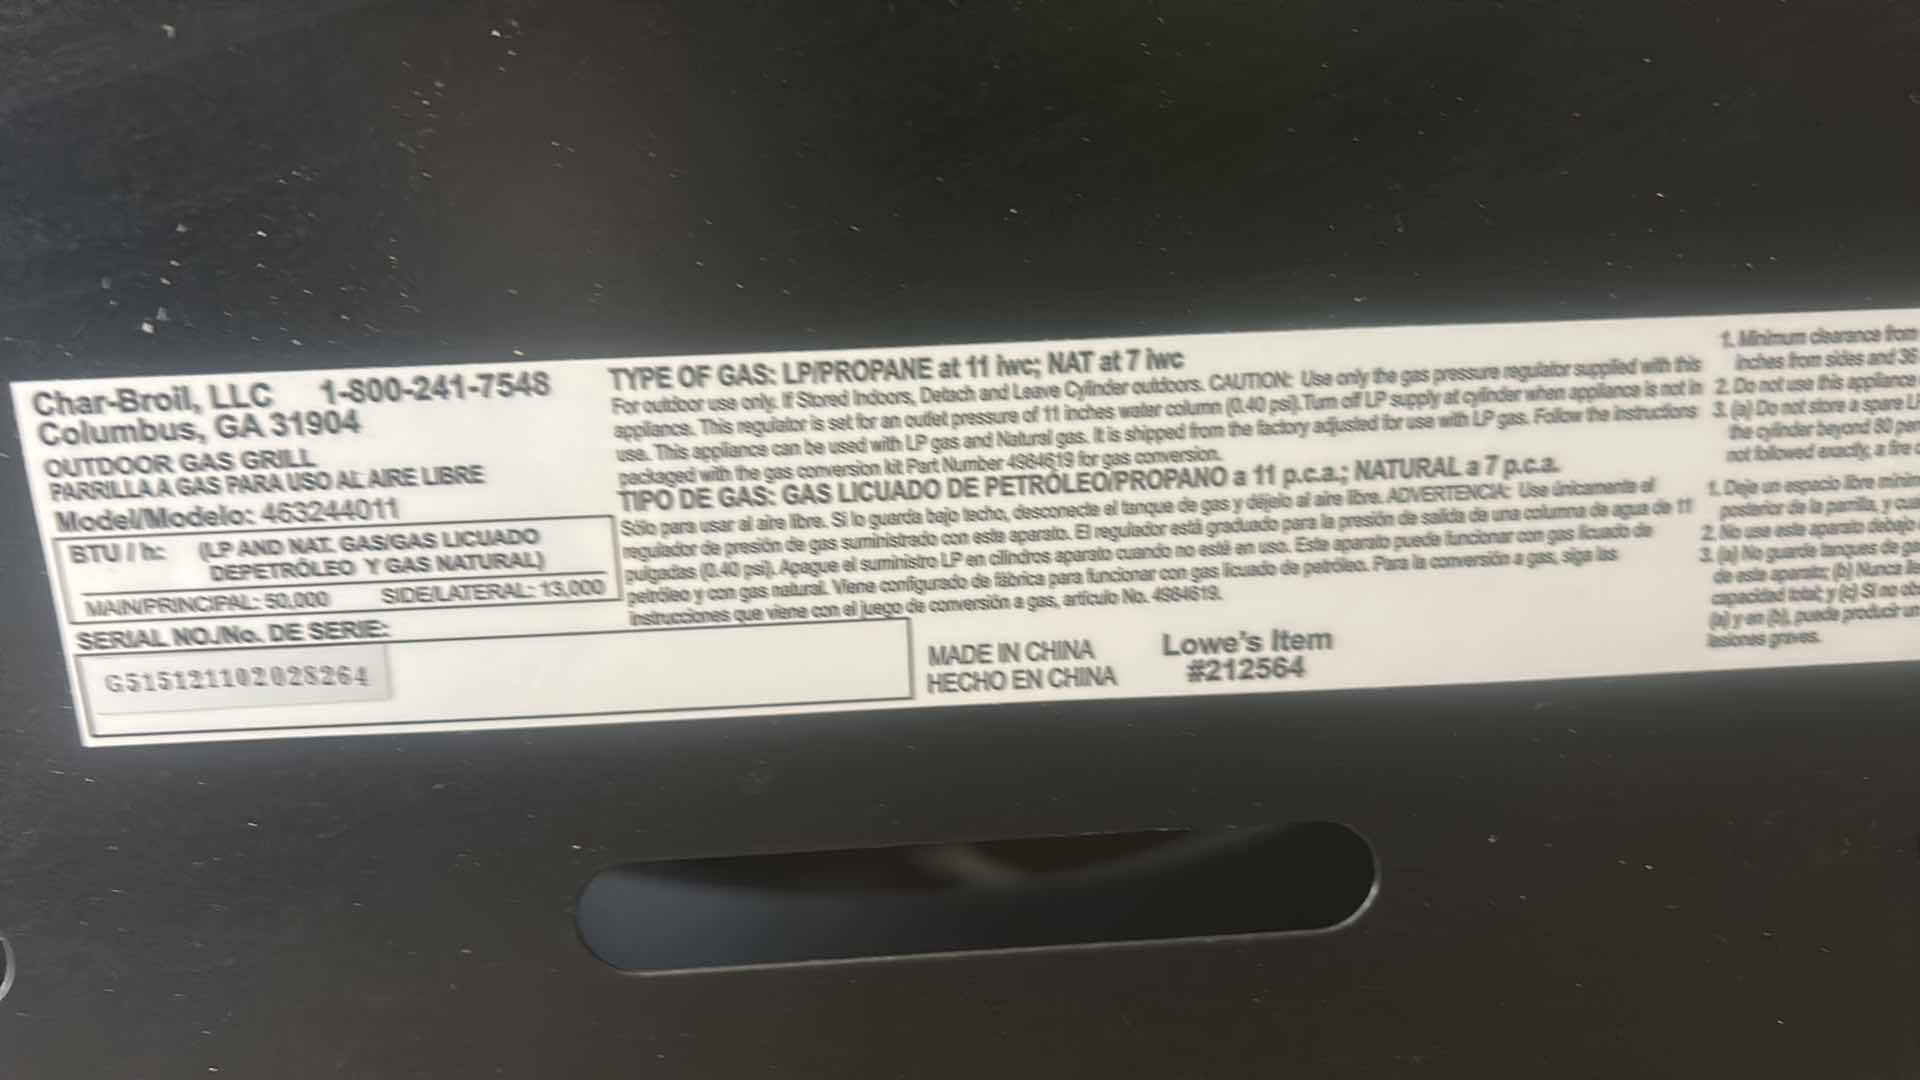 Char-Broil, LLC 1-800-241-7548
Columbus, GA 31904
OUTDOOR GAS GRILL
PARRILLA A GAS PARA USO AL AIRE LIBRE
Model/Modelo: 463244011
BTU / h: (LP AND NAT. GAS/GAS LICUADO
DEPETRÓLEO Y GAS NATURAL)
MAIN/PRINCIPAL: 50,000 SIDE/LATERAL: 13,000
SERIAL NO./No. DE SERIE:
G515121102028264
TYPE OF GAS: LP/PROPANE at 11 iwc; NAT at 7 iwc
For outdoor use only. If Stored Indoors, Detach and Leave Cylinder outdoors. CAUTION: Use only the gas pressure regulator supplied with this
appliance. This regulator is set for an outlet pressure of 11 inches water column (0.40 psi). Turn off LP supply at cylinder when appliance is not in
use. This appliance can be used with LP gas and Natural gas. It is shipped from the factory adjusted for use with LP gas. Follow the instructions
packaged with the gas conversion kit Part Number 4984619 for gas conversion.
TIPO DE GAS: GAS LICUADO DE PETRÓLEO/PROPANO a 11 p.c.a.; NATURAL a 7 p.c.a.
Sólo para usar al aire libre. Si lo guarda bajo techo, desconecte el tanque de gas y déjelo al aire libre. ADVERTENCIA: Use únicamente el
regulador de presión de gas suministrado con este aparato. El regulador está graduado para la presión de salida de una columna de agua de 11
pulgadas (0.40 psi). Apague el suministro LP en cilindros aparato cuando no esté en uso. Este aparato puede funcionar con gas licuado de
petróleo y con gas natural. Viene configurado de fábrica para funcionar con gas licuado de petróleo. Para la conversión a gas, siga las
instrucciones que viene con el juego de conversión a gas, artículo No. 4984619.
MADE IN CHINA
HECHO EN CHINA
Lowe's Item
#212564
1. Minimum clearance from
inches from sides and 36
2. Do not use this appliance
3. (a) Do not store a spare LP
the cylinder beyond 80 per
not followed exactly, a fire
1. Deje un espacio libre
posterior de la parrilla, y
2. No use este aparato debajo
3. (a) No guarde tanques de
de este aparato; (b) Nunca
capacidad total; y (c) Si no
(a) y en (b), puede producir un
lesiones graves.